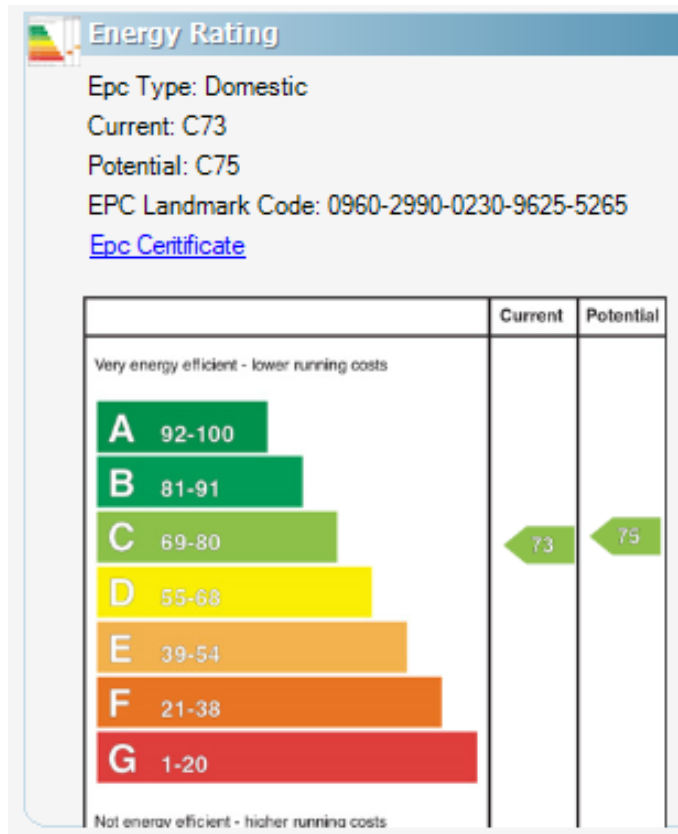 Energy Rating
Epc Type: Domestic
Current: C73
Potential: C75
EPC Landmark Code: 0960-2990-0230-9625-5265
Epc Ceritificate
Current Potential
Very energy efficient - lower running costs
A 92-100
B 81-91
C 69-80
73
75
D 55-68
E 39-54
F 21-38
G 1-20
Not energy efficient - higher running costs